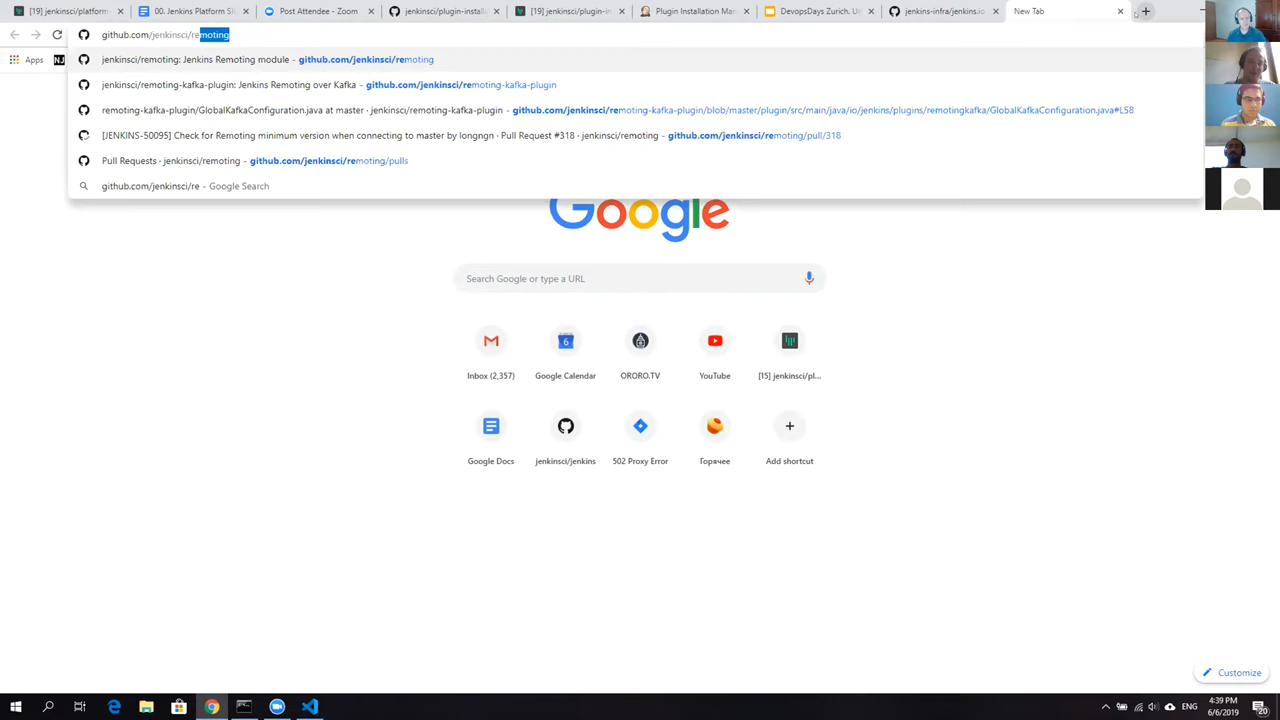 [19] jenkinsci/platform-
00. Jenkins Platform SI
Post Attendee - Zoom
jenkinsci/plugin-install
[19] jenkinsci/plugin-in
Plugin Installation Man
DevopsDays Zurich. Up
jenkins-infra/jenkins.io
New Tab
github.com/jenkinsci/remoting
Apps
NJ
jenkinsci/remoting: Jenkins Remoting module - github.com/jenkinsci/remoting
jenkinsci/remoting-kafka-plugin: Jenkins Remoting over Kafka - github.com/jenkinsci/remoting-kafka-plugin
remoting-kafka-plugin/GlobalKafkaConfiguration.java at master · jenkinsci/remoting-kafka-plugin - github.com/jenkinsci/remoting-kafka-plugin/blob/master/plugin/src/main/java/io/jenkins/plugins/remotingkafka/GlobalKafkaConfiguration.java#L58
[JENKINS-50095] Check for Remoting minimum version when connecting to master by longngn · Pull Request #318 · jenkinsci/remoting - github.com/jenkinsci/remoting/pull/318
Pull Requests · jenkinsci/remoting - github.com/jenkinsci/remoting/pulls
github.com/jenkinsci/re - Google Search
Google
Search Google or type a URL
6
Inbox (2,357)
Google Calendar
ORORO.TV
YouTube
[15] jenkinsci/pl...
Google Docs
jenkinsci/jenkins
502 Proxy Error
Горячее
Add shortcut
Customize
ENG
4:39 PM
6/6/2019
20